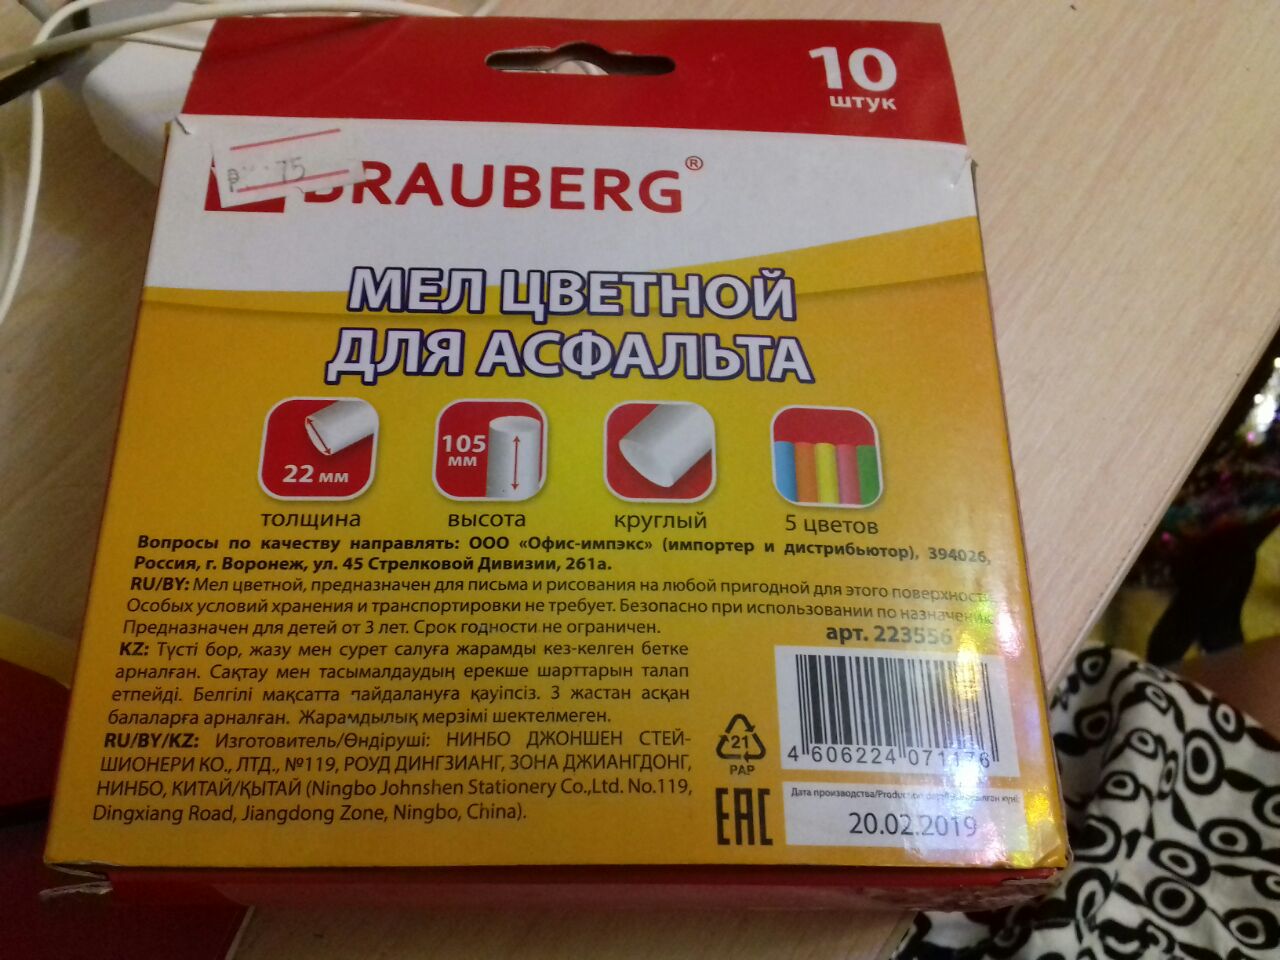 10
штук
75
BRAUBERG®
МЕЛ ЦВЕТНОЙ
ДЛЯ АСФАЛЬТА
22 мм
105
мм
толщина
высота
круглый
5 цветов
Вопросы по качеству направлять: ООО «Офис-импэкс» (импортер и дистрибьютор), 394026,
Россия, г. Воронеж, ул. 45 Стрелковой Дивизии, 261а.
RU/BY: Мел цветной, предназначен для письма и рисования на любой пригодной для этого поверхности.
Особых условий хранения и транспортировки не требует. Безопасно при использовании по назначению.
Предназначен для детей от 3 лет. Срок годности не ограничен.
арт. 223556
KZ: Түсті бор, жазу мен сурет салуға жарамды кез-келген бетке
арналған. Сақтау мен тасымалдаудың ерекше шарттарын талап
етпейді. Белгілі мақсатта пайдалануға қауіпсіз. 3 жастан асқан
балаларға арналған. Жарамдылық мерзімі шектелмеген.
RU/BY/KZ: Изготовитель/Өндіруші: НИНБО ДЖОНШЕН СТЕЙ-
ШИОНЕРИ КО., ЛТД., №119, РОУД ДИНГЗИАНГ, ЗОНА ДЖИАНГДОНГ,
НИНБО, КИТАЙ/ҚЫТАЙ (Ningbo Johnshen Stationery Co.,Ltd. No.119,
Dingxiang Road, Jiangdong Zone, Ningbo, China).
21
PAP
4 606224 071176
EAC
Дата производства/Production
20.02.2019